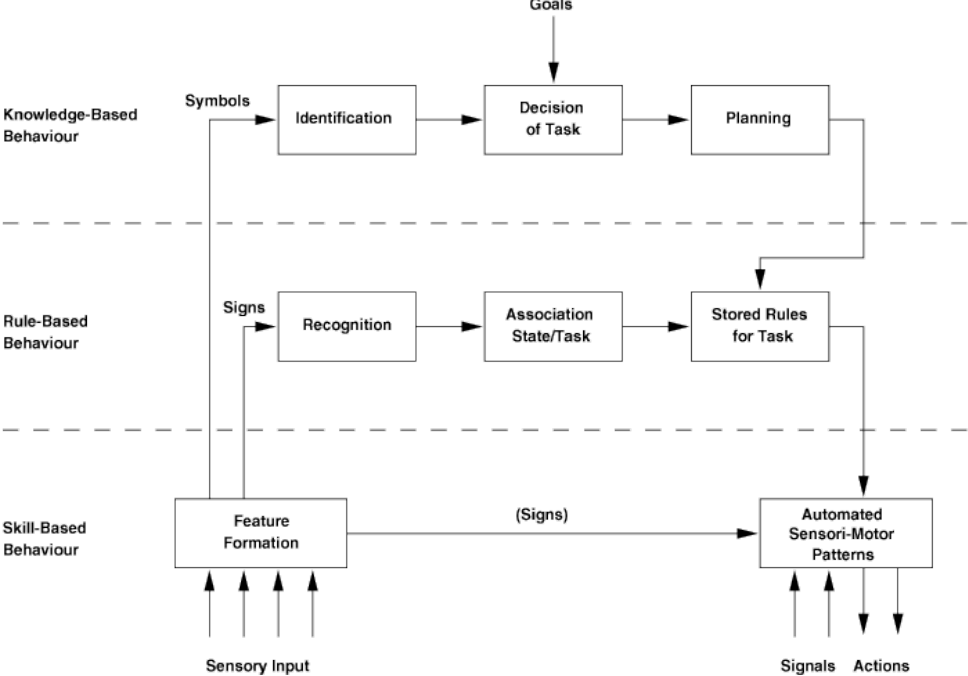 Goals
Knowledge-Based
Behaviour
Symbols
Identification
Decision
of Task
Planning
Rule-Based
Behaviour
Signs
Recognition
Association
State/Task
Stored Rules
for Task
Skill-Based
Behaviour
Feature
Formation
(Signs)
Automated
Sensori-Motor
Patterns
Sensory Input
Signals
Actions